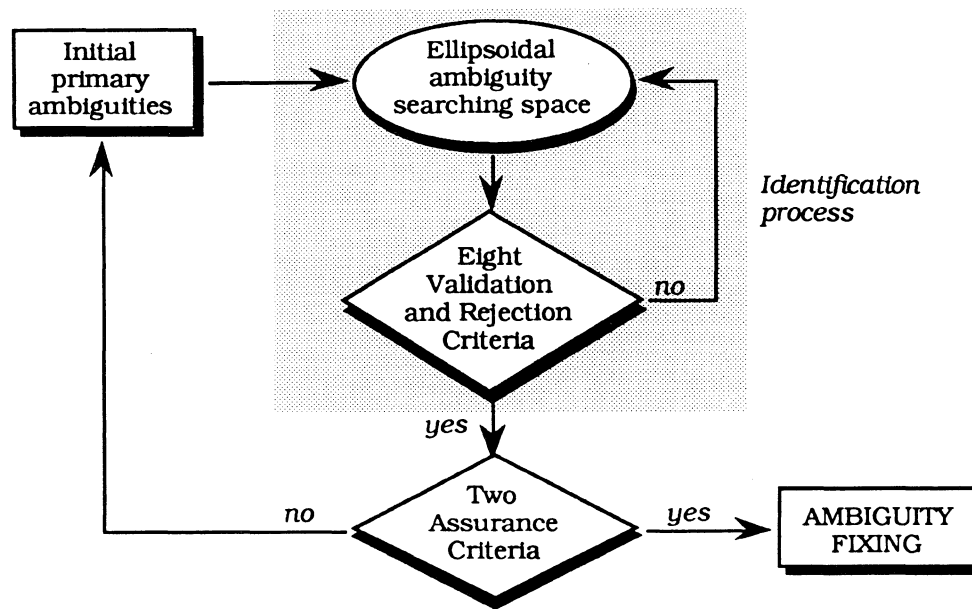 Initial
primary
ambiguities
Ellipsoidal
ambiguity
searching space
Identification
process
Eight
Validation
and Rejection
Criteria
no
yes
Two
Assurance
Criteria
no
yes
AMBIGUITY
FIXING